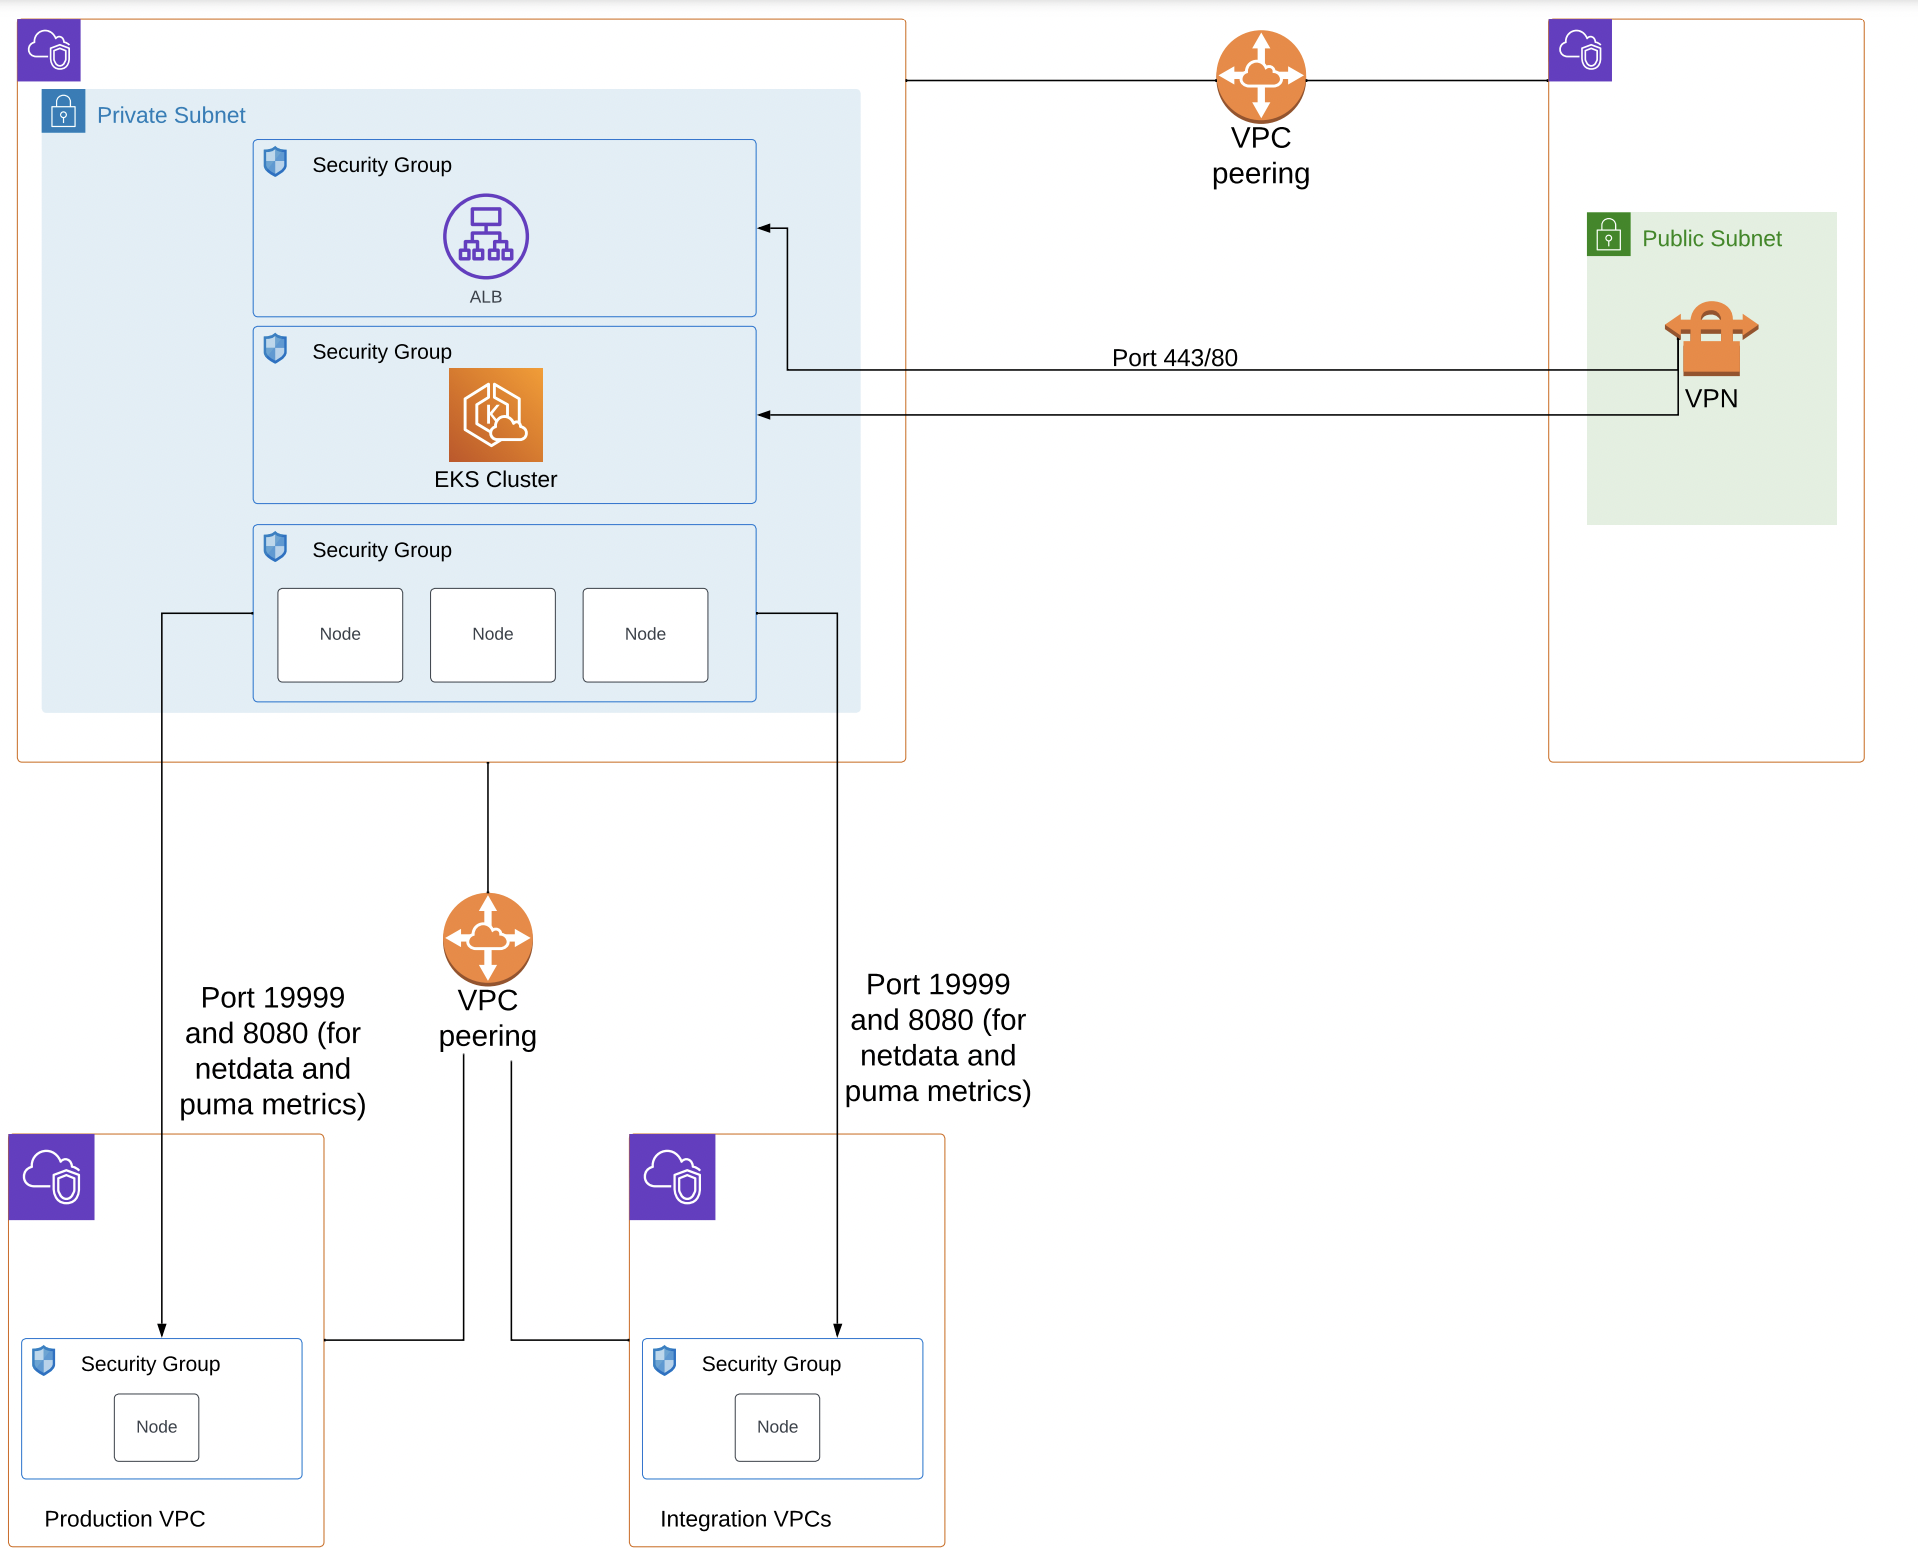 Private Subnet
Security Group
ALB
Security Group
EKS Cluster
Security Group
Node
Node
Node
VPC
peering
Public Subnet
VPN
Port 443/80
VPC
peering
Port 19999
and 8080 (for
netdata and
puma metrics)
Port 19999
and 8080 (for
netdata and
puma metrics)
Security Group
Node
Production VPC
Security Group
Node
Integration VPCs